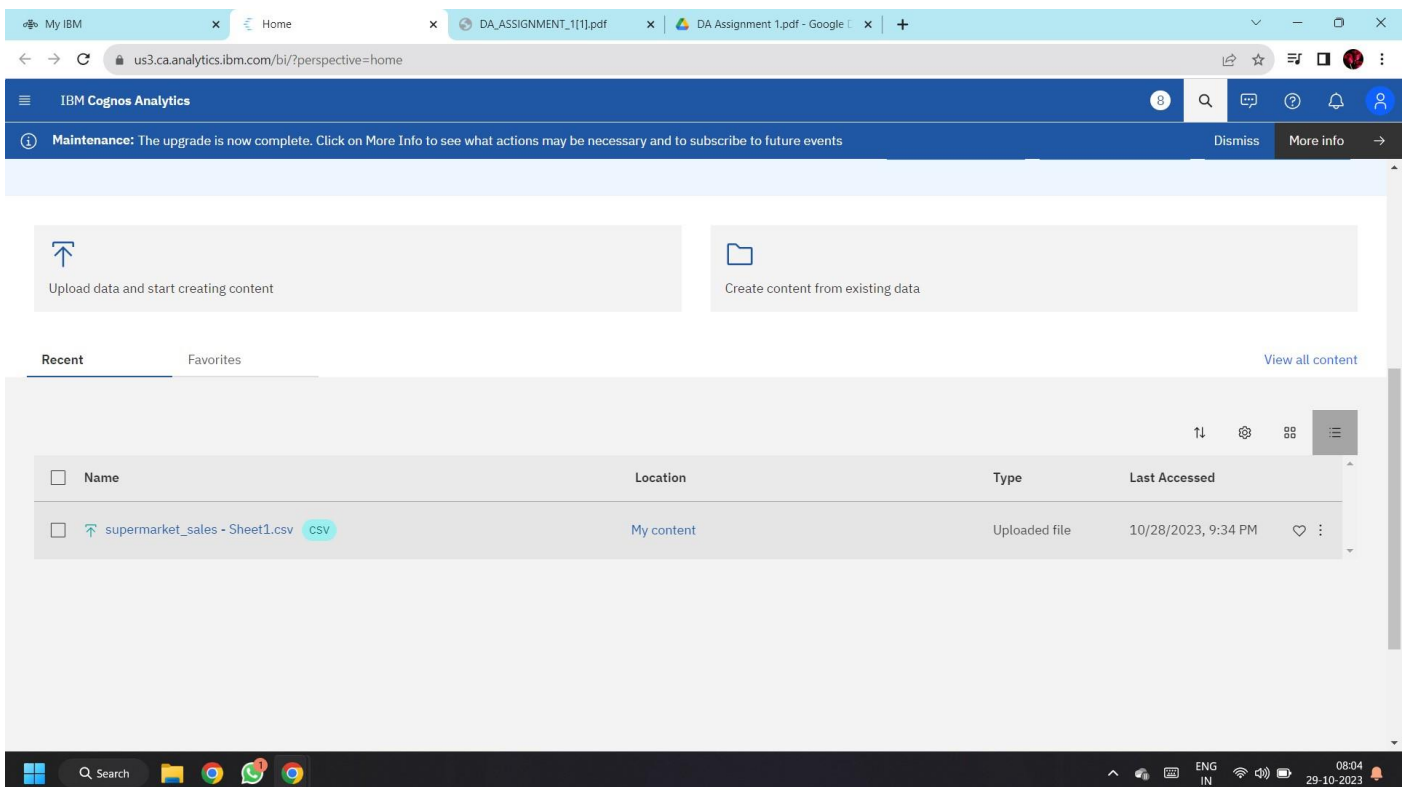 My IBM
Home
DA_ASSIGNMENT_1[1].pdf
DA Assignment 1.pdf - Google D
us3.ca.analytics.ibm.com/bi/?perspective=home
IBM Cognos Analytics
8
Maintenance: The upgrade is now complete. Click on More Info to see what actions may be necessary and to subscribe to future events
Dismiss
More info
Upload data and start creating content
Create content from existing data
Recent
Favorites
View all content
Name
Location
Type
Last Accessed
supermarket_sales - Sheet1.csv
CSV
My content
Uploaded file
10/28/2023, 9:34 PM
Search
1
ENG
IN
08:04
29-10-2023